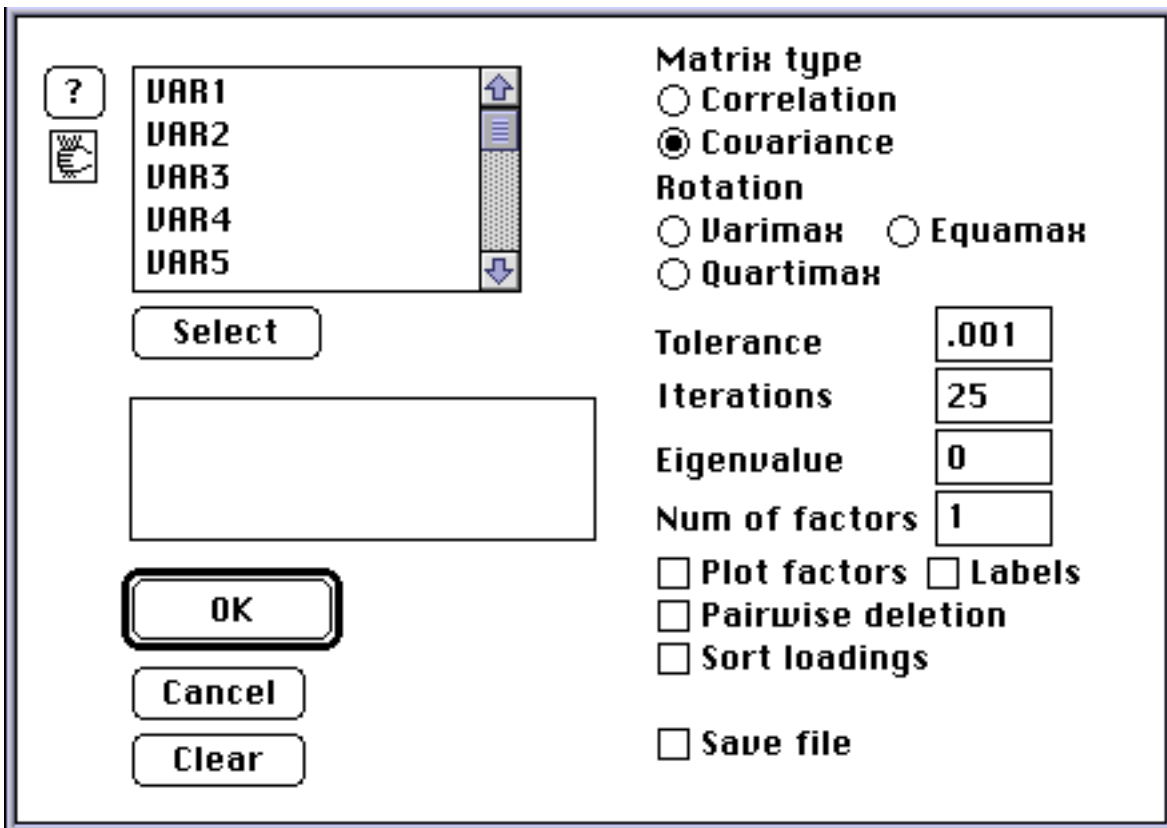 ?
VAR1
VAR2
VAR3
VAR4
VAR5
Select
OK
Cancel
Clear
Matrix type
Correlation
Covariance
Rotation
Varimax Equamax
Quartimax
Tolerance .001
Iterations 25
Eigenvalue 0
Num of factors 1
Plot factors Labels
Pairwise deletion
Sort loadings
Save file